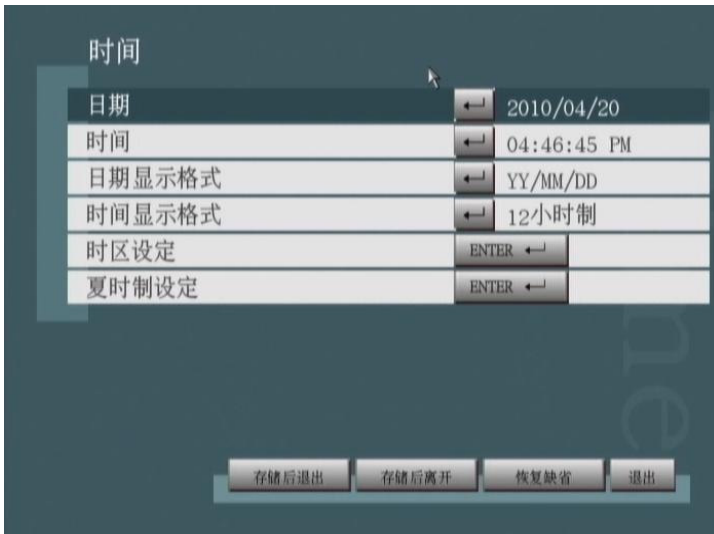 时间
日期 2010/04/20
时间 04:46:45 PM
日期显示格式 YY/MM/DD
时间显示格式 12小时制
时区设定 ENTER
夏时制设定 ENTER
me
存储后退出 存储后离开 恢复缺省 退出